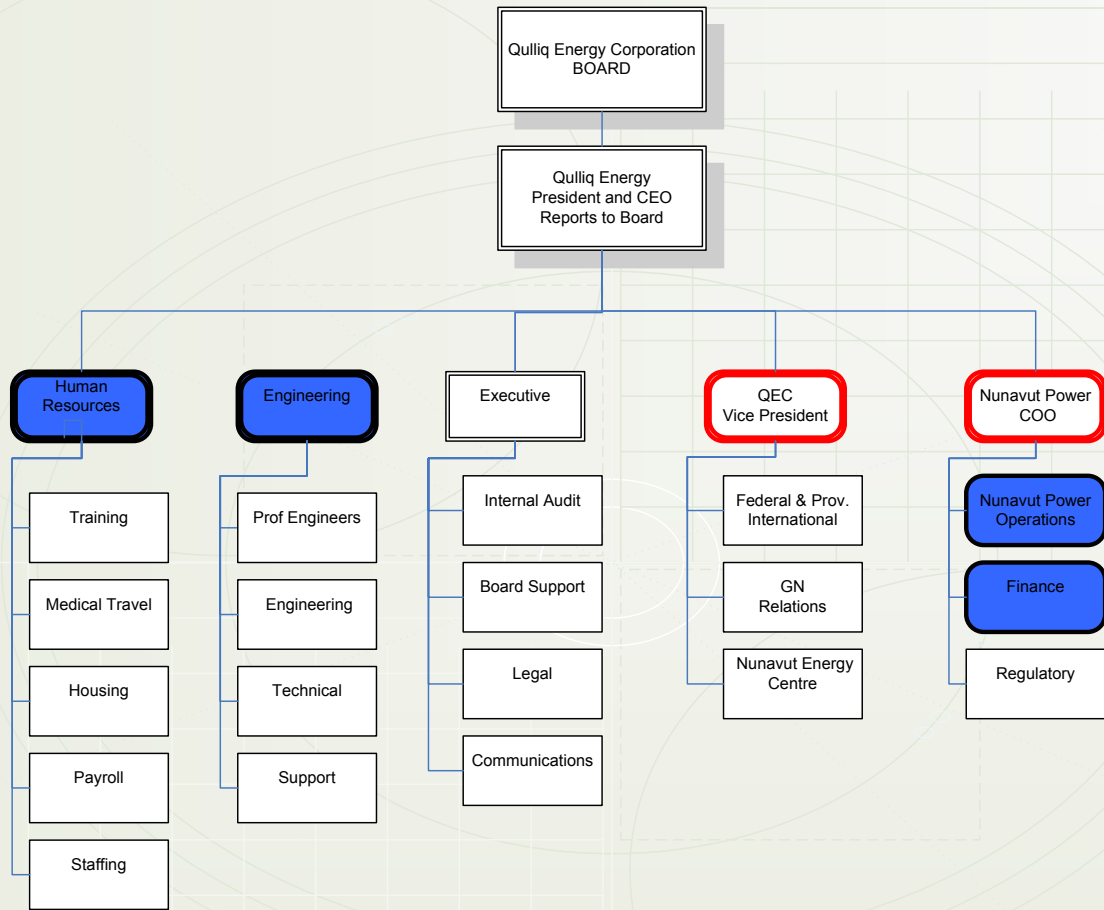 Qulliq Energy Corporation
BOARD
Qulliq Energy
President and CEO
Reports to Board
Human
Resources
Training
Medical Travel
Housing
Payroll
Staffing
Engineering
Prof Engineers
Engineering
Technical
Support
Executive
Internal Audit
Board Support
Legal
Communications
QEC
Vice President
Federal & Prov.
International
GN
Relations
Nunavut Energy
Centre
Nunavut Power
COO
Nunavut Power
Operations
Finance
Regulatory